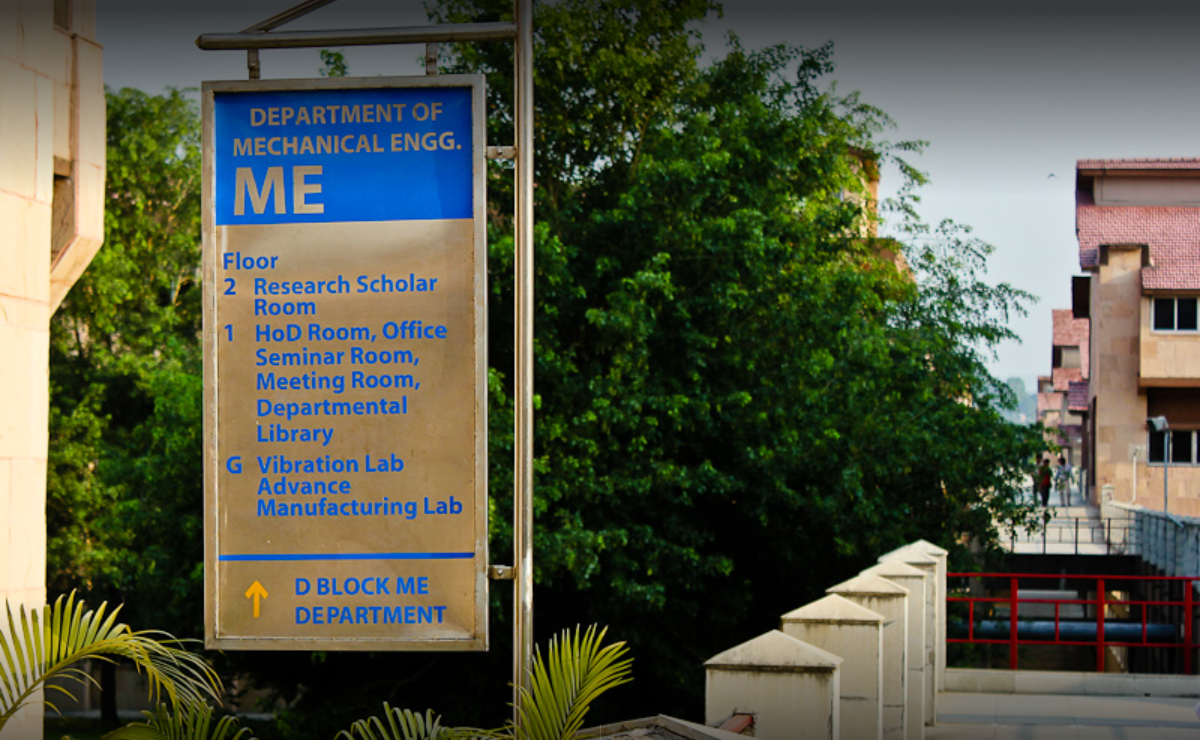 DEPARTMENT OF
MECHANICAL ENGG.
ME
Floor
2 Research Scholar
Room
1 HoD Room, Office
Seminar Room,
Meeting Room,
Departmental
Library
G Vibration Lab
Advance
Manufacturing Lab
D BLOCK ME
DEPARTMENT